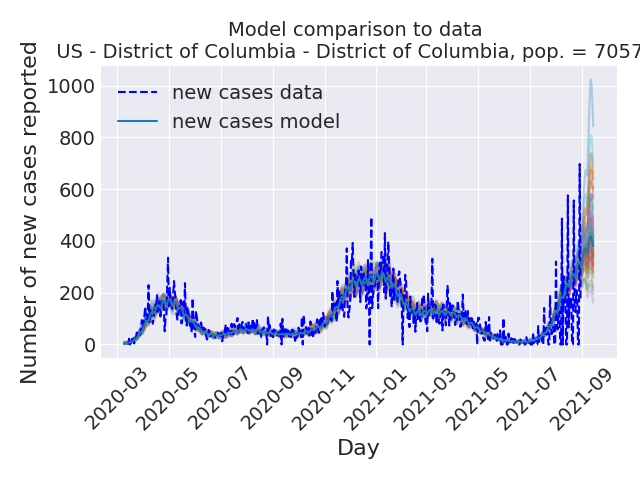 Model comparison to data
US - District of Columbia - District of Columbia, pop. = 7057
Number of new cases reported
1000
800
600
400
200
0
new cases data
new cases model
2020-03
2020-05
2020-07
2020-09
2020-11
2021-01
2021-03
2021-05
2021-07
2021-09
Day